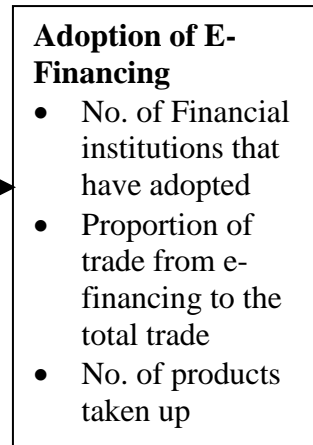 Adoption of E-
Financing
• No. of Financial
institutions that
have adopted
• Proportion of
trade from e-
financing to the
total trade
• No. of products
taken up